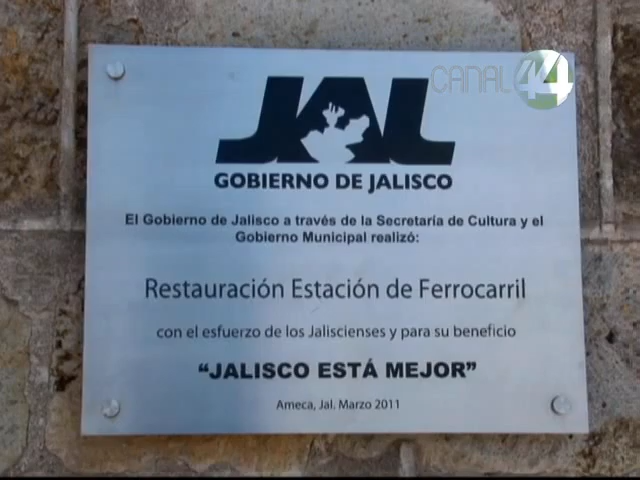 CANAL 44
JAL
GOBIERNO DE JALISCO
El Gobierno de Jalisco a través de la Secretaría de Cultura y el
Gobierno Municipal realizó:
Restauración Estación de Ferrocarril
con el esfuerzo de los Jaliscienses y para su beneficio
“JALISCO ESTÁ MEJOR”
Ameca, Jal. Marzo 2011